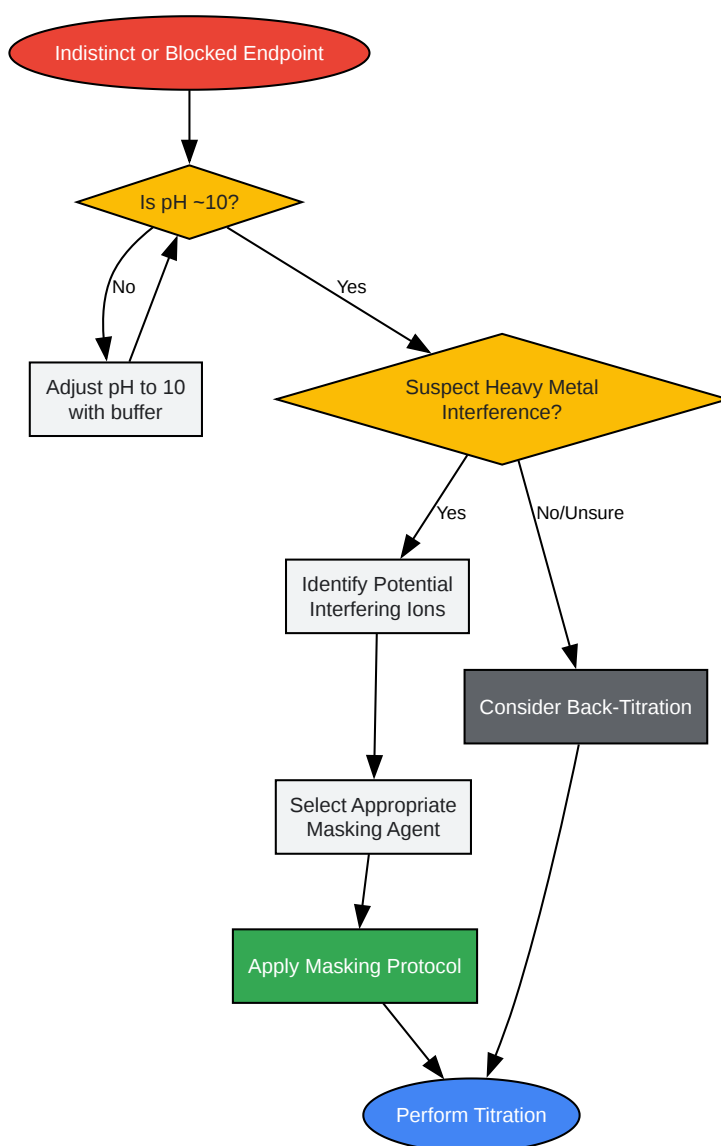 Indistinct or Blocked Endpoint
Is pH ~10?
No
Yes
Adjust pH to 10
with buffer
Suspect Heavy Metal
Interference?
Yes
No/Unsure
Identify Potential
Interfering Ions
Consider Back-Titration
Select Appropriate
Masking Agent
Apply Masking Protocol
Perform Titration